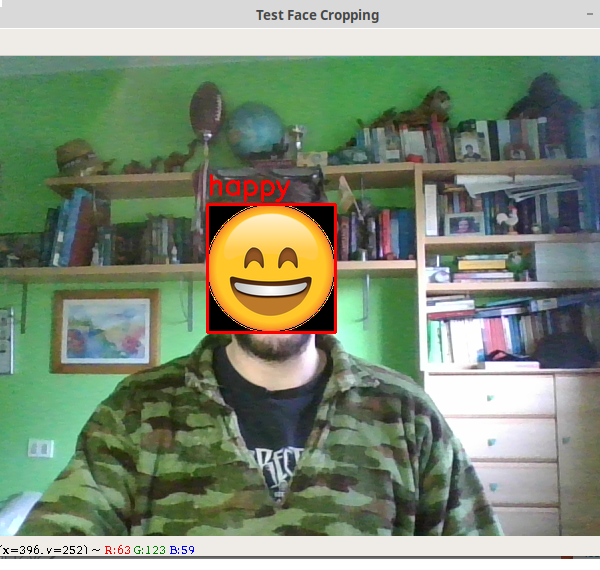 Test Face Cropping
happy
(x=396, y=252) ~ R:63 G:123 B:59